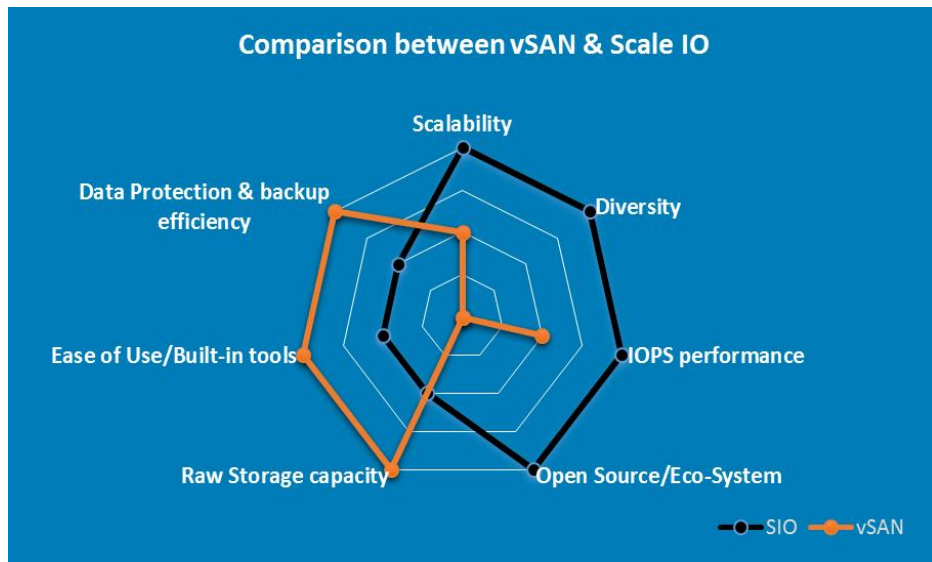 Comparison between vSAN & Scale IO
Scalability
Data Protection & backup
efficiency
Diversity
Ease of Use/Built-in tools
IOPS performance
Raw Storage capacity
Open Source/Eco-System
SIO
vSAN